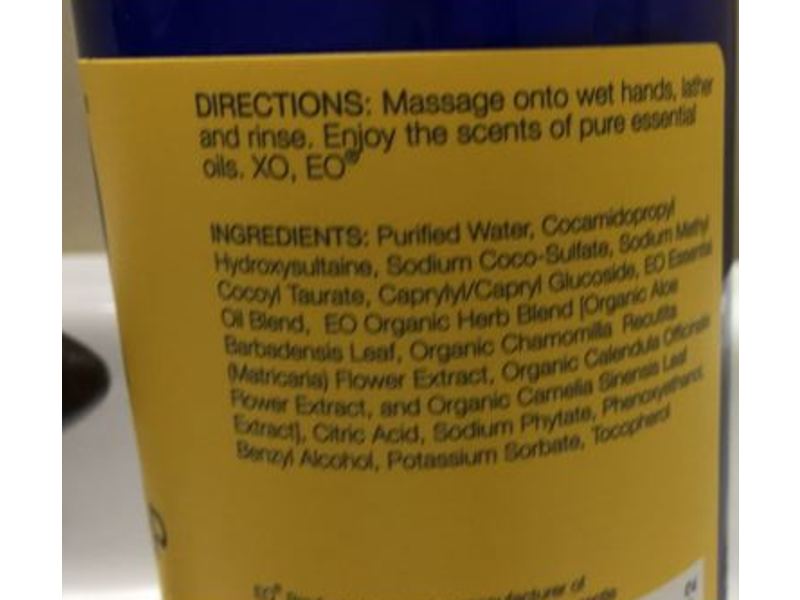 DIRECTIONS: Massage onto wet hands, lather
and rinse. Enjoy the scents of pure essential
oils. XO, EO®
INGREDIENTS: Purified Water, Cocamidopropyl
Hydroxysultaine, Sodium Coco-Sulfate, Sodium Methyl
Cocoyl Taurate, Caprylyl/Capryl Glucoside, EO Essential
Oil Blend, EO Organic Herb Blend [Organic Aloe
Barbadensis Leaf, Organic Chamomilla Recutita
(Matricaria) Flower Extract, Organic Calendula Officinalis
Flower Extract, and Organic Camellia Sinensis Leaf
Extract], Citric Acid, Sodium Phytate, Phenoxyethanol,
Benzyl Alcohol, Potassium Sorbate, Tocopherol
EO® manufacturer of